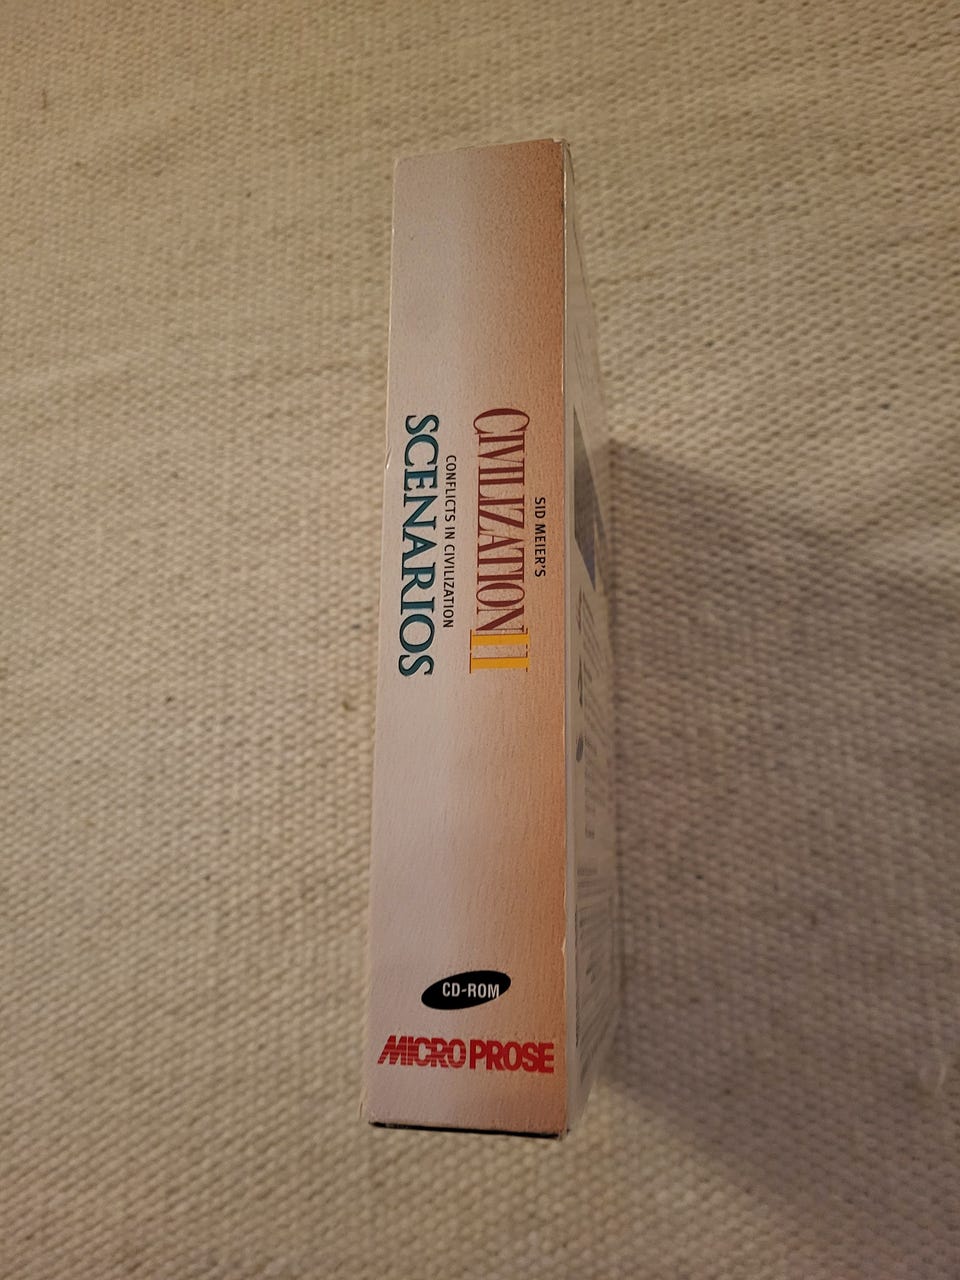 SID MEIER'S
CIVILIZATION II
CONFLICTS IN CIVILIZATION
SCENARIOS
CD-ROM
MICROPROSE